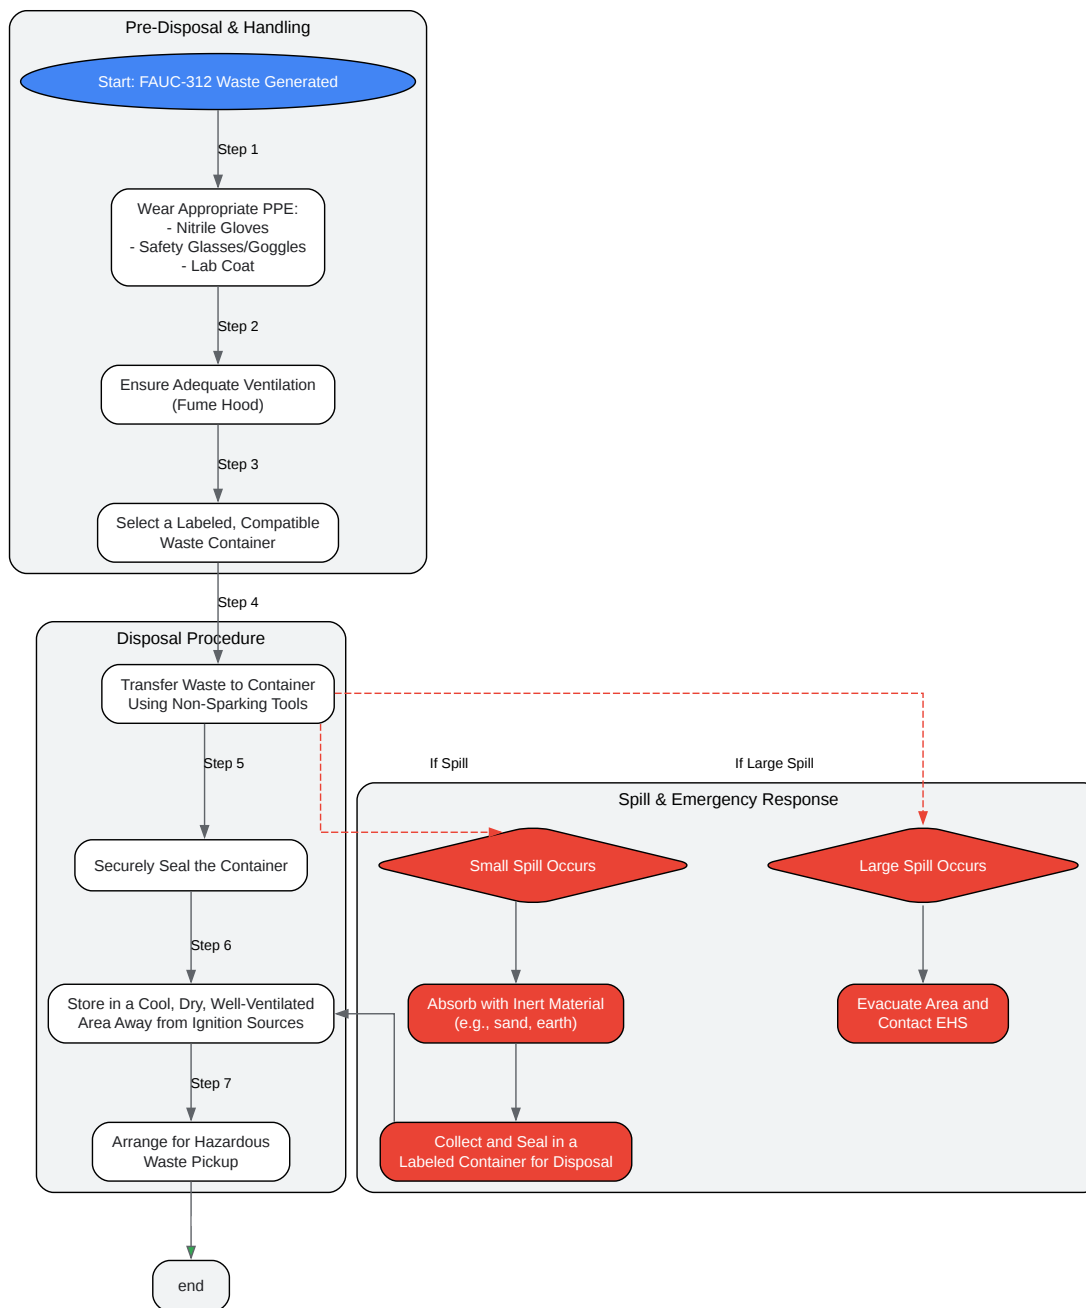 Pre-Disposal & Handling
Start: FAUC-312 Waste Generated
Step 1
Wear Appropriate PPE:
- Nitrile Gloves
- Safety Glasses/Goggles
- Lab Coat
Step 2
Ensure Adequate Ventilation
(Fume Hood)
Step 3
Select a Labeled, Compatible
Waste Container
Step 4
Disposal Procedure
Transfer Waste to Container
Using Non-Sparking Tools
Step 5
If Spill
If Large Spill
Spill & Emergency Response
Securely Seal the Container
Small Spill Occurs
Large Spill Occurs
Step 6
Store in a Cool, Dry, Well-Ventilated
Area Away from Ignition Sources
Absorb with Inert Material
(e.g., sand, earth)
Evacuate Area and
Contact EHS
Step 7
Arrange for Hazardous
Waste Pickup
Collect and Seal in a
Labeled Container for Disposal
end